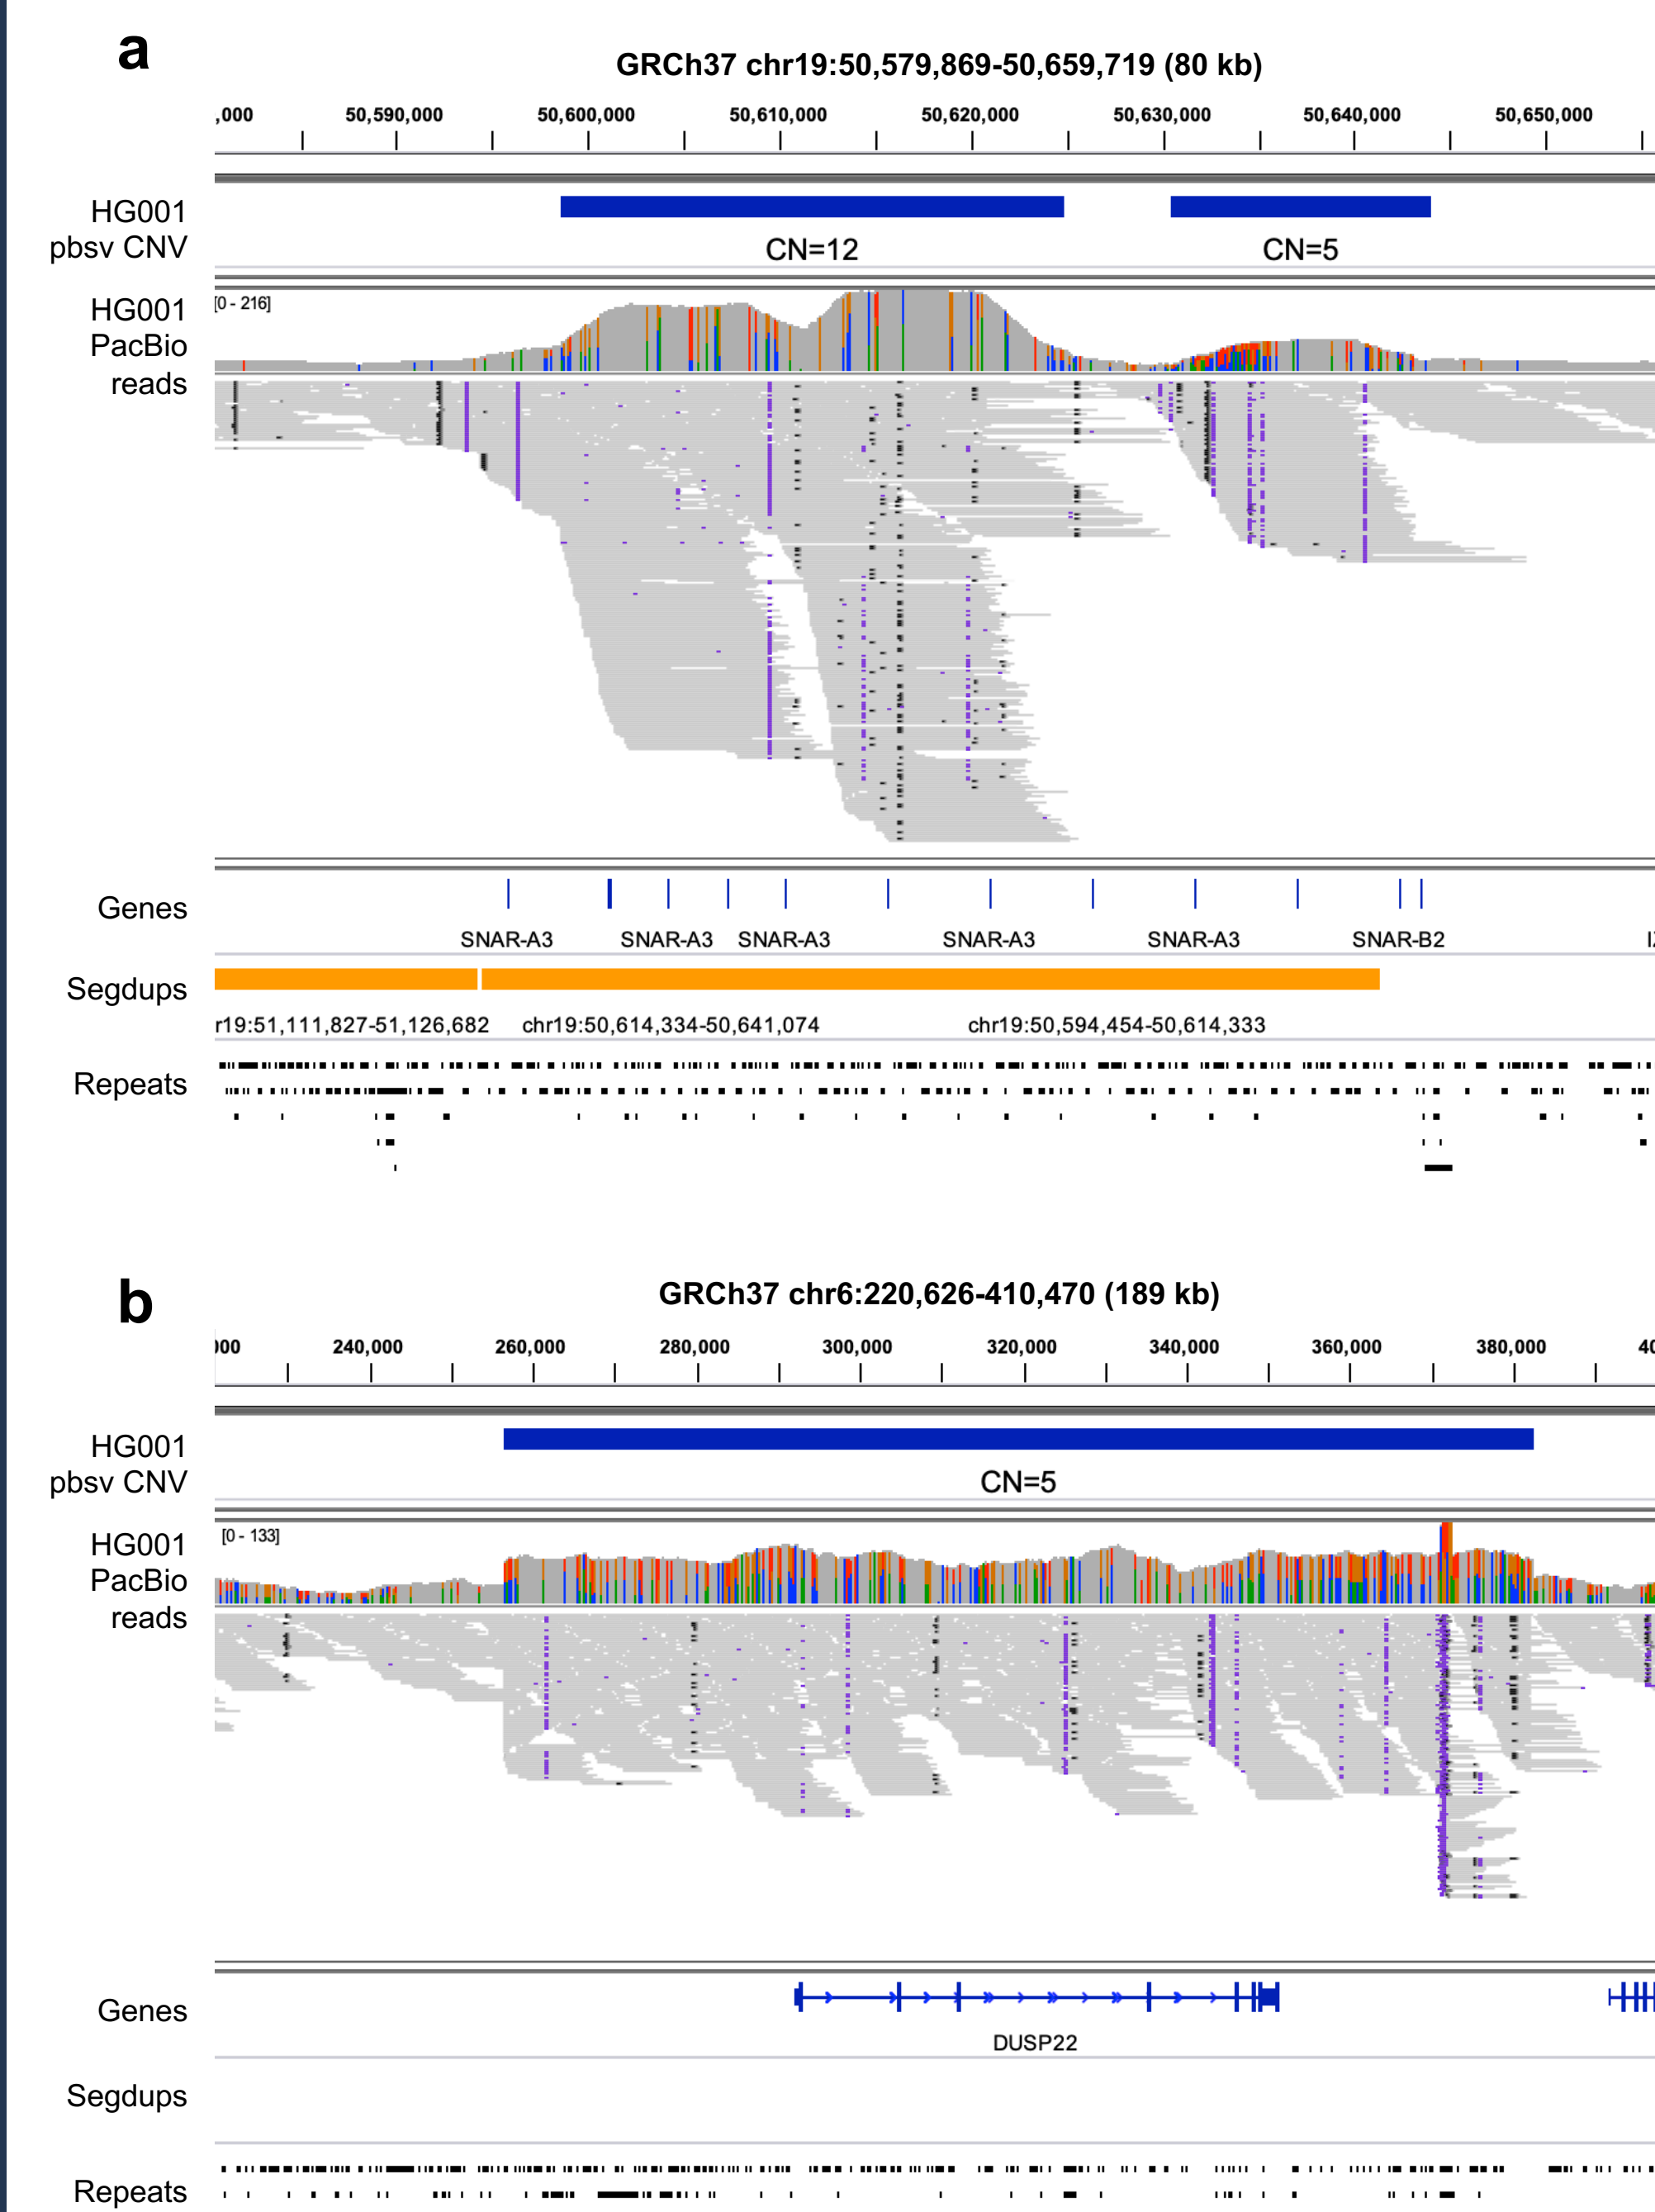 a
GRCh37 chr19:50,579,869-50,659,719 (80 kb)
,000 50,590,000 50,600,000 50,610,000 50,620,000 50,630,000 50,640,000 50,650,000
HG001
pbsv CNV
CN=12 CN=5
HG001
PacBio
reads
[0 - 216]
Genes
SNAR-A3 SNAR-A3 SNAR-A3 SNAR-A3 SNAR-A3 SNAR-B2
Segdups
r19:51,111,827-51,126,682 chr19:50,614,334-50,641,074 chr19:50,594,454-50,614,333
Repeats
b
GRCh37 chr6:220,626-410,470 (189 kb)
000 240,000 260,000 280,000 300,000 320,000 340,000 360,000 380,000 40
HG001
pbsv CNV
CN=5
HG001
PacBio
reads
[0 - 133]
Genes
DUSP22
Segdups
Repeats